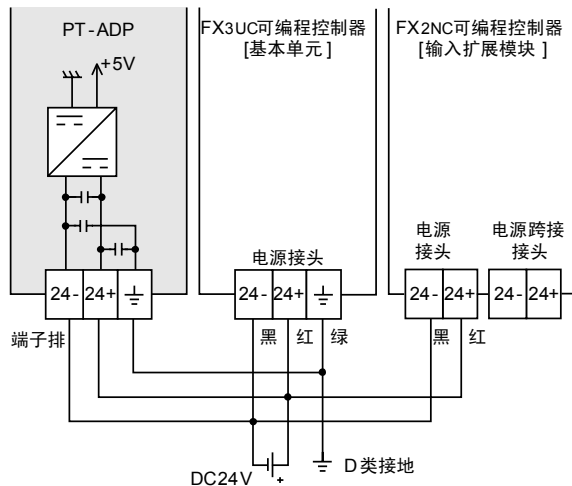 PT-ADP
+5V
24- 24+
端子排
FX3UC可编程控制器
[基本单元]
电源接头
24- 24+
黑 红 绿
FX2NC可编程控制器
[输入扩展模块]
电源
接头
电源跨接
接头
24- 24+
24- 24+
黑 红
DC24V
+
D类接地